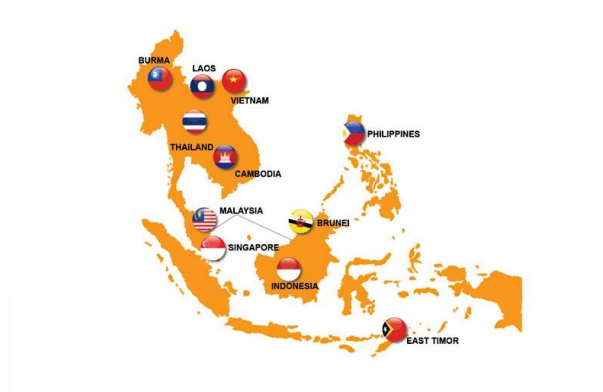 BURMA
LAOS
VIETNAM
THAILAND
CAMBODIA
PHILIPPINES
MALAYSIA
BRUNEI
SINGAPORE
INDONESIA
EAST TIMOR